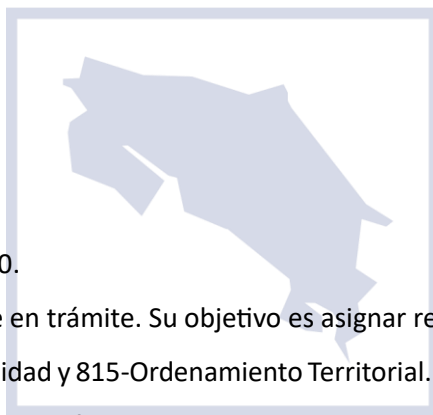 0.
e en trámite. Su objetivo es asignar re
idad y 815-Ordenamiento Territorial.